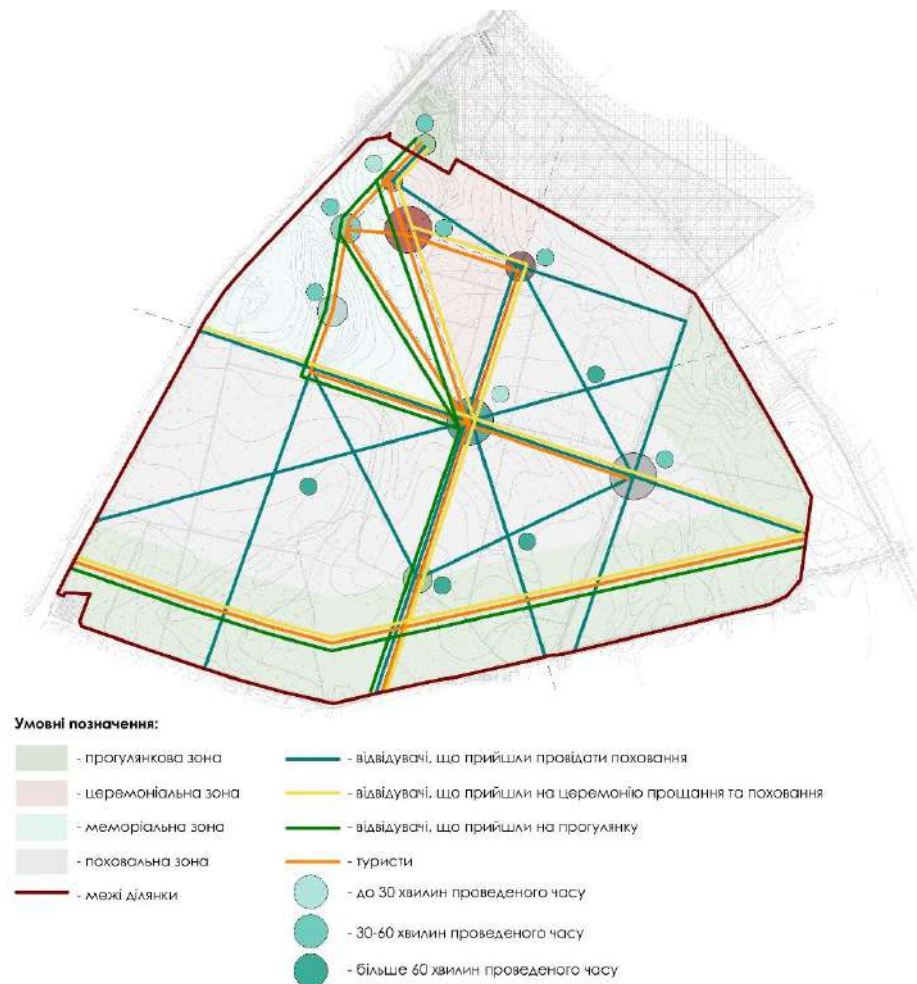 Умовні позначення:
- прогулянкова зона
- церемоніальна зона
- меморіальна зона
- поховальна зона
- межі ділянки
- відвідувачі, що прийшли провідати поховання
- відвідувачі, що прийшли на церемонію прощання та поховання
- відвідувачі, що прийшли на прогулянку
- туристи
- до 30 хвилин проведеного часу
- 30-60 хвилин проведеного часу
- більше 60 хвилин проведеного часу